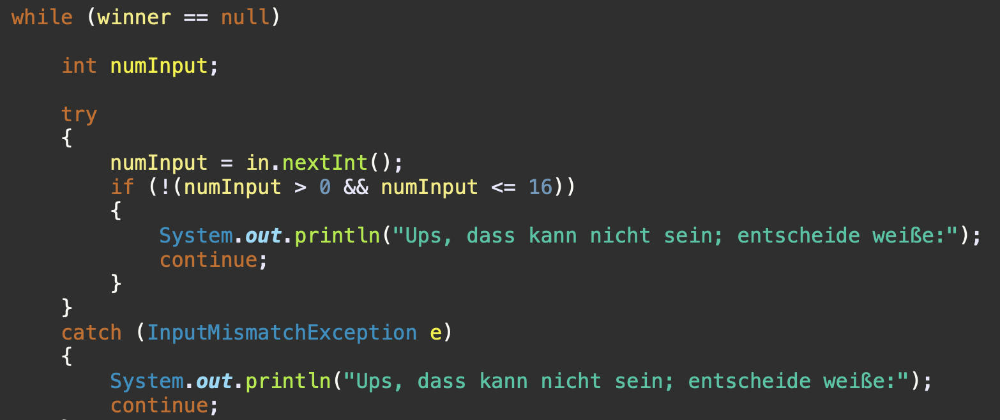 while (winner == null)
int numInput;
try
{
numInput = in.nextInt();
if (!(numInput > 0 && numInput <= 16))
{
System.out.println("Ups, dass kann nicht sein; entscheide weiße:");
continue;
}
}
catch (InputMismatchException e)
{
System.out.println("Ups, dass kann nicht sein; entscheide weiße:");
continue;